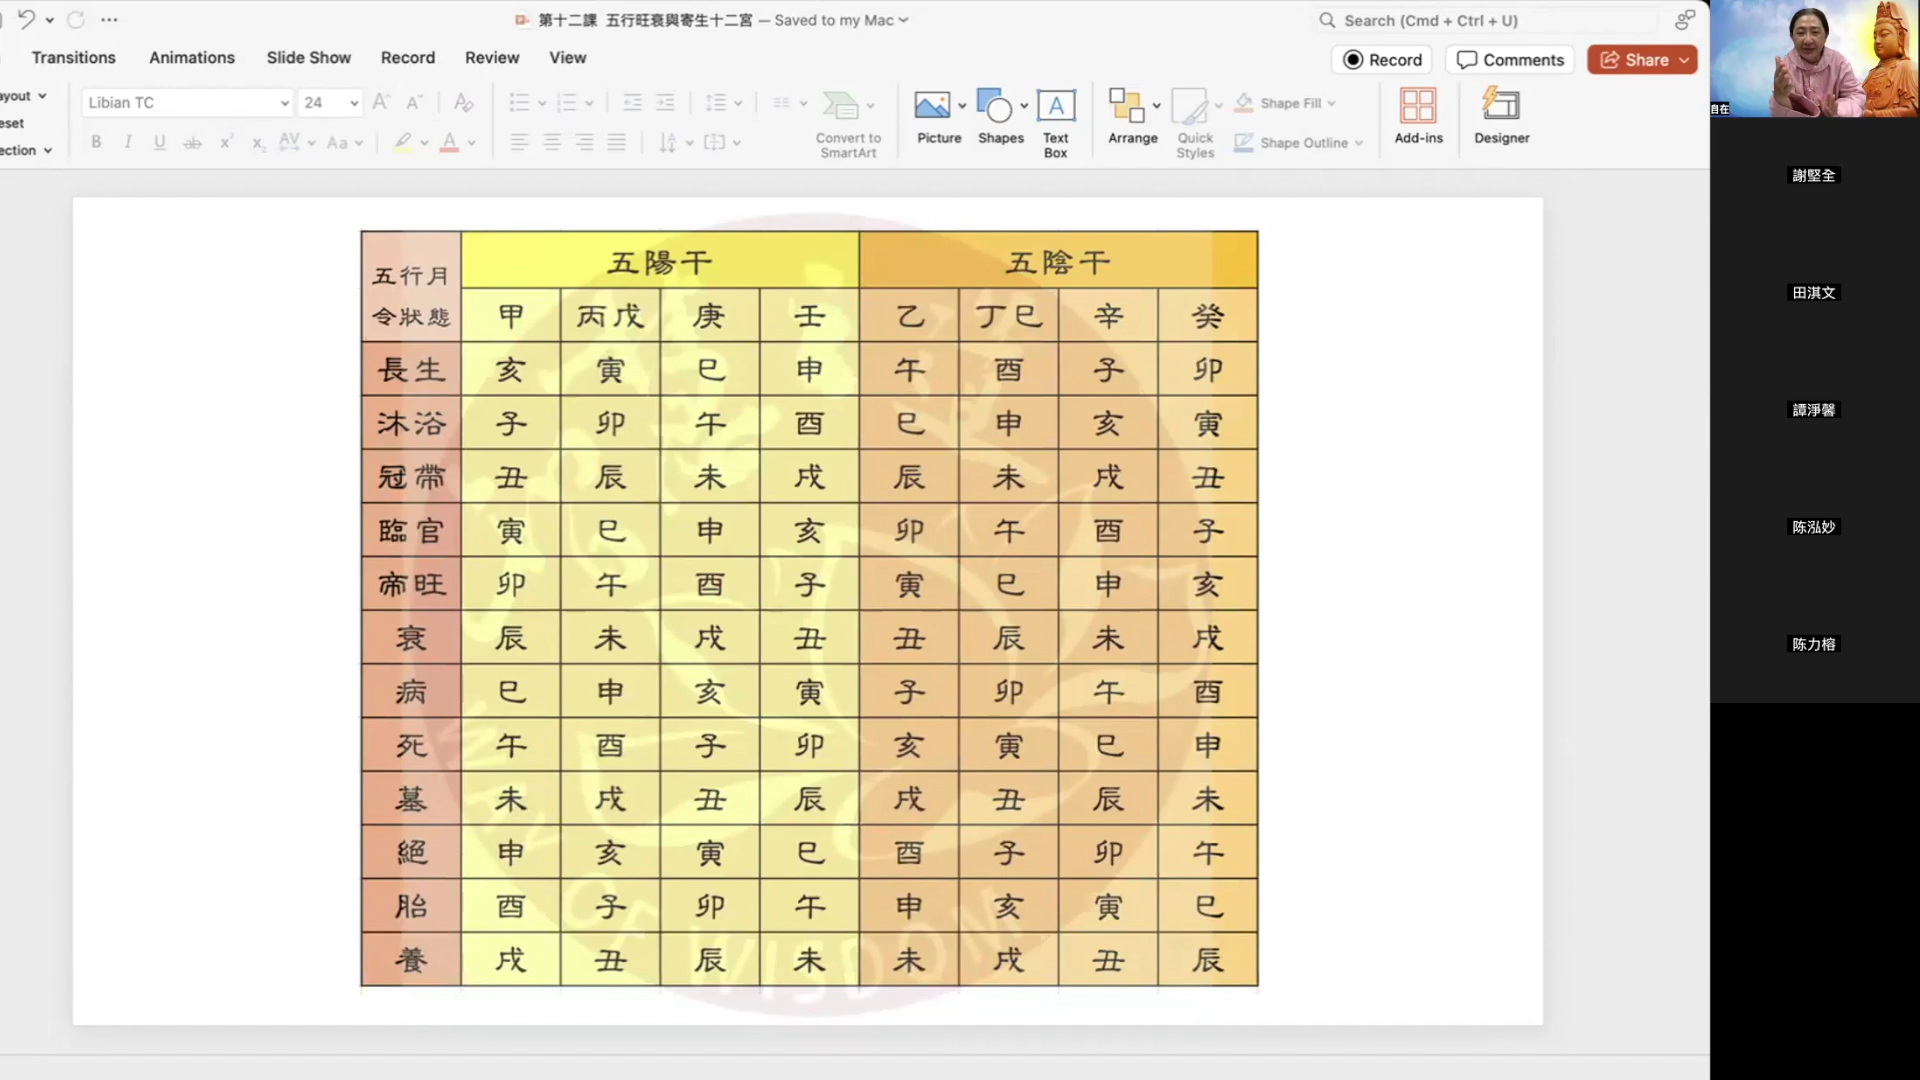 第十二課 五行旺衰與寄生十二宮 — Saved to my Mac
Search (Cmd + Ctrl + U)
Transitions
Animations
Slide Show
Record
Review
View
Record
Comments
Share
ayout
eset
ection
Libian TC
24
Convert to
SmartArt
Picture
Shapes
Text
Box
Arrange
Quick
Styles
Shape Fill
Shape Outline
Add-ins
Designer
五行月
令狀態
五陽干 五陰干
甲 丙戊 庚 壬 乙 丁巳 辛 癸
長生 亥 寅 巳 申 午 酉 子 卯
沐浴 子 卯 午 酉 巳 申 亥 寅
冠帶 丑 辰 未 戌 辰 未 戌 丑
臨官 寅 巳 申 亥 卯 午 酉 子
帝旺 卯 午 酉 子 寅 巳 申 亥
衰 辰 未 戌 丑 丑 辰 未 戌
病 巳 申 亥 寅 子 卯 午 酉
死 午 酉 子 卯 亥 寅 巳 申
墓 未 戌 丑 辰 戌 丑 辰 未
絕 申 亥 寅 巳 酉 子 卯 午
胎 酉 子 卯 午 申 亥 寅 巳
養 戌 丑 辰 未 未 戌 丑 辰
OF WISDOM
自在
謝堅全
田淇文
譚淨馨
陈泓妙
陈力榕